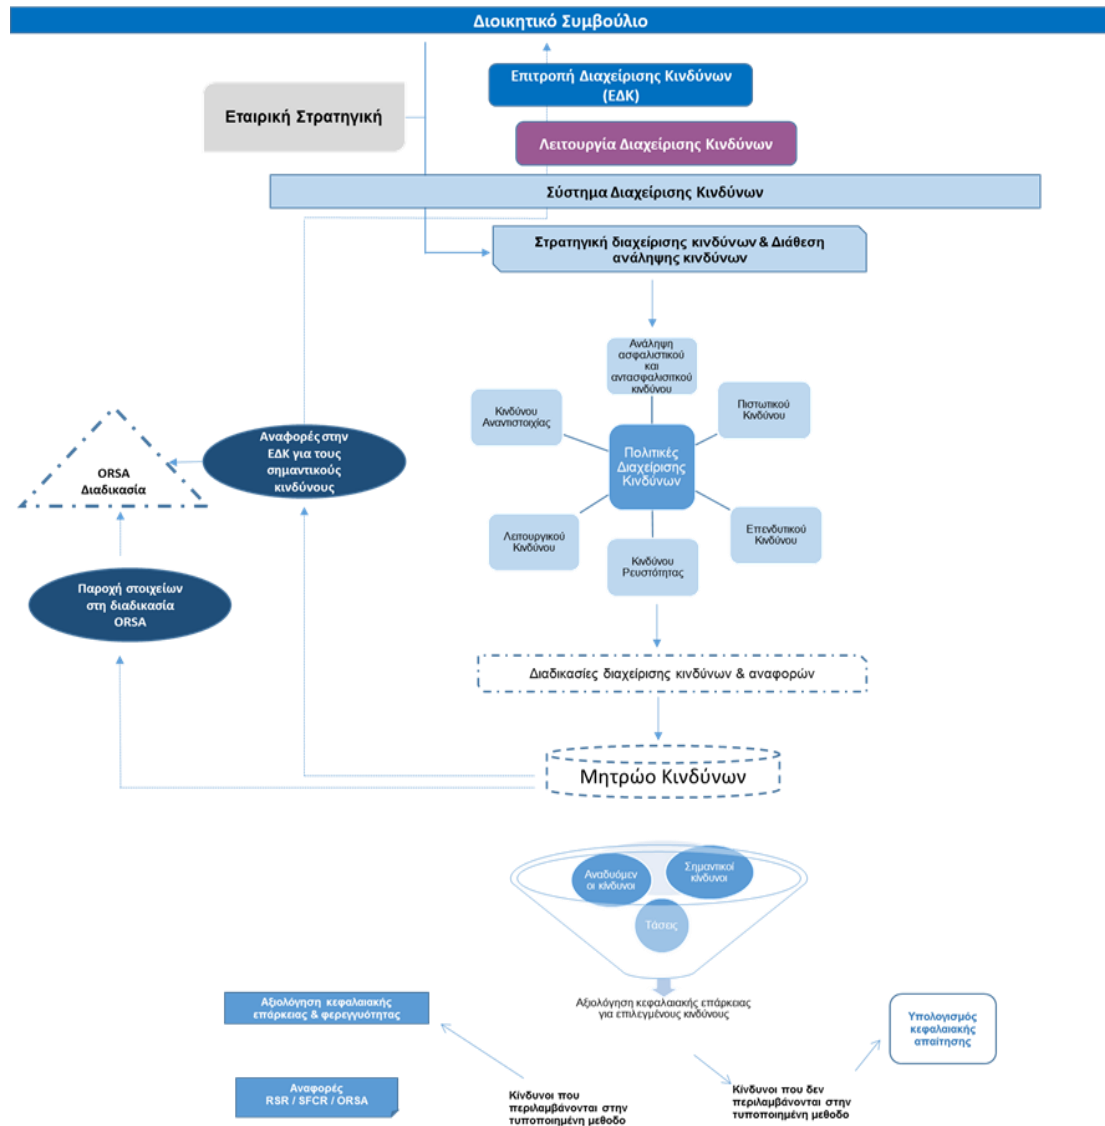 Διοικητικό Συμβούλιο
Επιτροπή Διαχείρισης Κινδύνων
(ΕΔΚ)
Εταιρική Στρατηγική
Λειτουργία Διαχείρισης Κινδύνων
Σύστημα Διαχείρισης Κινδύνων
Στρατηγική διαχείρισης κινδύνων & Διάθεση
ανάληψης κινδύνων
Ανάληψη
ασφαλιστικού
και
αντασφαλισιτκού
κινδύνου
Κινδύνου
Αναντιστοιχίας
Πιστωτικού
Κινδύνου
Πολιτικές
Διαχείρισης
Κινδύνων
Λειτουργικού
Κινδύνου
Επενδυτικού
Κινδύνου
Κινδύνου
Ρευστότητας
Αναφορές στην
ΕΔΚ για τους
σημαντικούς
κινδύνους
ORSA
Διαδικασία
Παροχή στοιχείων
στη διαδικασία
ORSA
Διαδικασίες διαχείρισης κινδύνων & αναφορών
Μητρώο Κινδύνων
Αναδυόμεν
οι κίνδυνοι
Σημαντικοί
κίνδυνοι
Τάσεις
Αξιολόγηση κεφαλαιακής επάρκειας
για επιλεγμένους κινδύνους
Αξιολόγηση κεφαλαιακής
επάρκειας & φερεγγυότητας
Υπολογισμός
κεφαλαιακής
απαίτησης
Αναφορές
RSR / SFCR / ORSA
Κίνδυνοι που
περιλαμβάνονται στην
τυποποιημένη μεθοδο
Κίνδυνοι που δεν
περιλαμβάνονται στην
τυποποιημένη μεθοδο